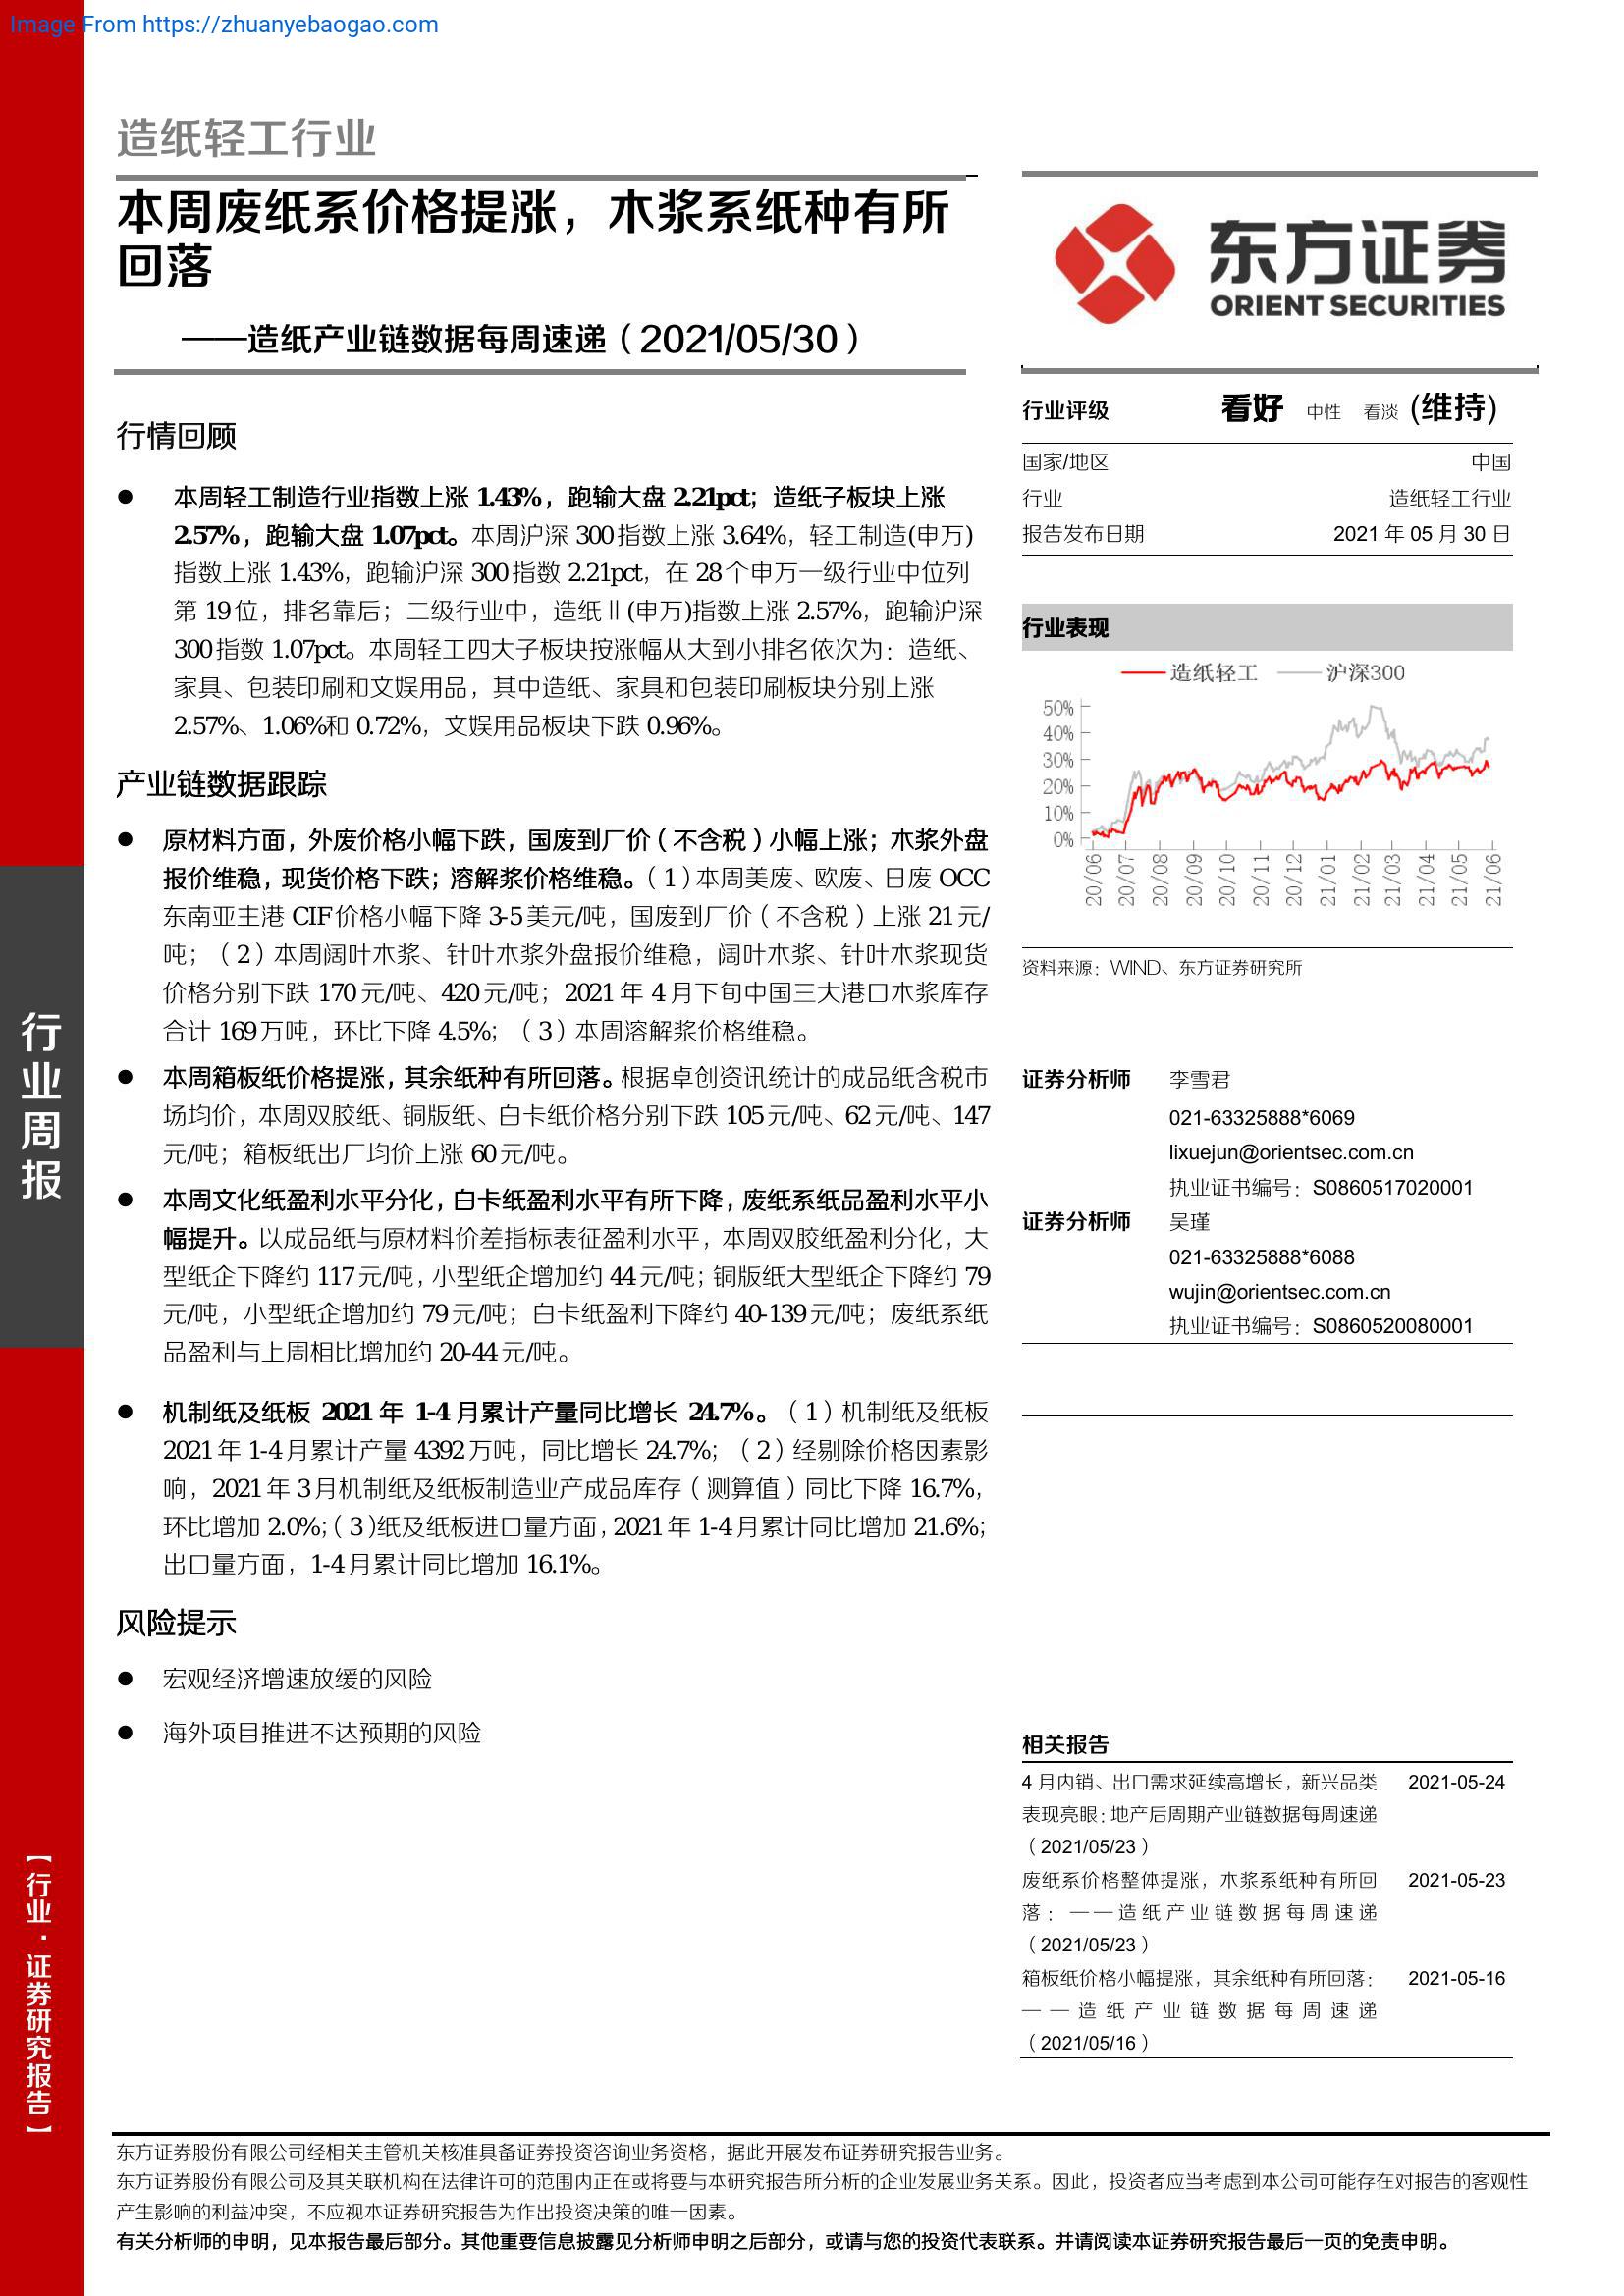 Image From https://zhuanyebaogao.com
造纸轻工行业
本周废纸系价格提涨，木浆系纸种有所
回落
——造纸产业链数据每周速递（2021/05/30）
行情回顾
● 本周轻工制造行业指数上涨 1.43%，跑输大盘 2.21pct；造纸子板块上涨
2.57%，跑输大盘 1.07pct。本周沪深 300 指数上涨 3.64%，轻工制造(申万)
指数上涨 1.43%，跑输沪深 300 指数 2.21pct，在 28 个申万一级行业中位列
第 19 位，排名靠后；二级行业中，造纸Ⅱ(申万)指数上涨 2.57%，跑输沪深
300 指数 1.07pct。本周轻工四大子板块按涨幅从大到小排名依次为：造纸、
家具、包装印刷和文娱用品，其中造纸、家具和包装印刷板块分别上涨
2.57%、1.06%和 0.72%，文娱用品板块下跌 0.96%。
产业链数据跟踪
● 原材料方面，外废价格小幅下跌，国废到厂价（不含税）小幅上涨；木浆外盘
报价维稳，现货价格下跌；溶解浆价格维稳。（1）本周美废、欧废、日废 OCC
东南亚主港 CIF 价格小幅下降 3-5 美元/吨，国废到厂价（不含税）上涨 21 元/
吨；（2）本周阔叶木浆、针叶木浆外盘报价维稳，阔叶木浆、针叶木浆现货
价格分别下跌 170 元/吨、420 元/吨；2021 年 4 月下旬中国三大港口木浆库存
合计 169 万吨，环比下降 4.5%；（3）本周溶解浆价格维稳。
● 本周箱板纸价格提涨，其余纸种有所回落。根据卓创资讯统计的成品纸含税市
场均价，本周双胶纸、铜版纸、白卡纸价格分别下跌 105 元/吨、62 元/吨、147
元/吨；箱板纸出厂均价上涨 60 元/吨。
● 本周文化纸盈利水平分化，白卡纸盈利水平有所下降，废纸系纸品盈利水平小
幅提升。以成品纸与原材料价差指标表征盈利水平，本周双胶纸盈利分化，大
型纸企下降约 117 元/吨，小型纸企增加约 44 元/吨；铜版纸大型纸企下降约 79
元/吨，小型纸企增加约 79 元/吨；白卡纸盈利下降约 40-139 元/吨；废纸系纸
品盈利与上周相比增加约 20-44 元/吨。
● 机制纸及纸板 2021 年 1-4 月累计产量同比增长 24.7%。（1）机制纸及纸板
2021 年 1-4 月累计产量 4392 万吨，同比增长 24.7%；（2）经剔除价格因素影
响，2021 年 3 月机制纸及纸板制造业产成品库存（测算值）同比下降 16.7%，
环比增加 2.0%；（3）纸及纸板进口量方面，2021 年 1-4 月累计同比增加 21.6%；
出口量方面，1-4 月累计同比增加 16.1%。
风险提示
● 宏观经济增速放缓的风险
● 海外项目推进不达预期的风险
东方证券
ORIENT SECURITIES
行业评级 看好 中性 看淡 (维持)
国家/地区 中国
行业 造纸轻工行业
报告发布日期 2021 年 05 月 30 日
行业表现
造纸轻工 沪深300
50%
40%
30%
20%
10%
0%
20/06 20/07 20/08 20/09 20/10 20/11 20/12 21/01 21/02 21/03 21/04 21/05 21/06
资料来源：WIND、东方证券研究所
证券分析师 李雪君
021-63325888*6069
lixuejun@orientsec.com.cn
执业证书编号：S0860517020001
证券分析师 吴瑾
021-63325888*6088
wujin@orientsec.com.cn
执业证书编号：S0860520080001
相关报告
4 月内销、出口需求延续高增长，新兴品类 2021-05-24
表现亮眼：地产后周期产业链数据每周速递
（2021/05/23）
废纸系价格整体提涨，木浆系纸种有所回 2021-05-23
落：——造纸产业链数据每周速递
（2021/05/23）
箱板纸价格小幅提涨，其余纸种有所回落： 2021-05-16
——造纸产业链数据每周速递
（2021/05/16）
行业周报
【行业·证券研究报告】
东方证券股份有限公司经相关主管机关核准具备证券投资咨询业务资格，据此开展发布证券研究报告业务。
东方证券股份有限公司及其关联机构在法律许可的范围内正在或将要与本研究报告所分析的企业发展业务关系。因此，投资者应当考虑到本公司可能存在对报告的客观性
产生影响的利益冲突，不应视本证券研究报告为作出投资决策的唯一因素。
有关分析师的申明，见本报告最后部分。其他重要信息披露见分析师申明之后部分，或请与您的投资代表联系。并请阅读本证券研究报告最后一页的免责申明。